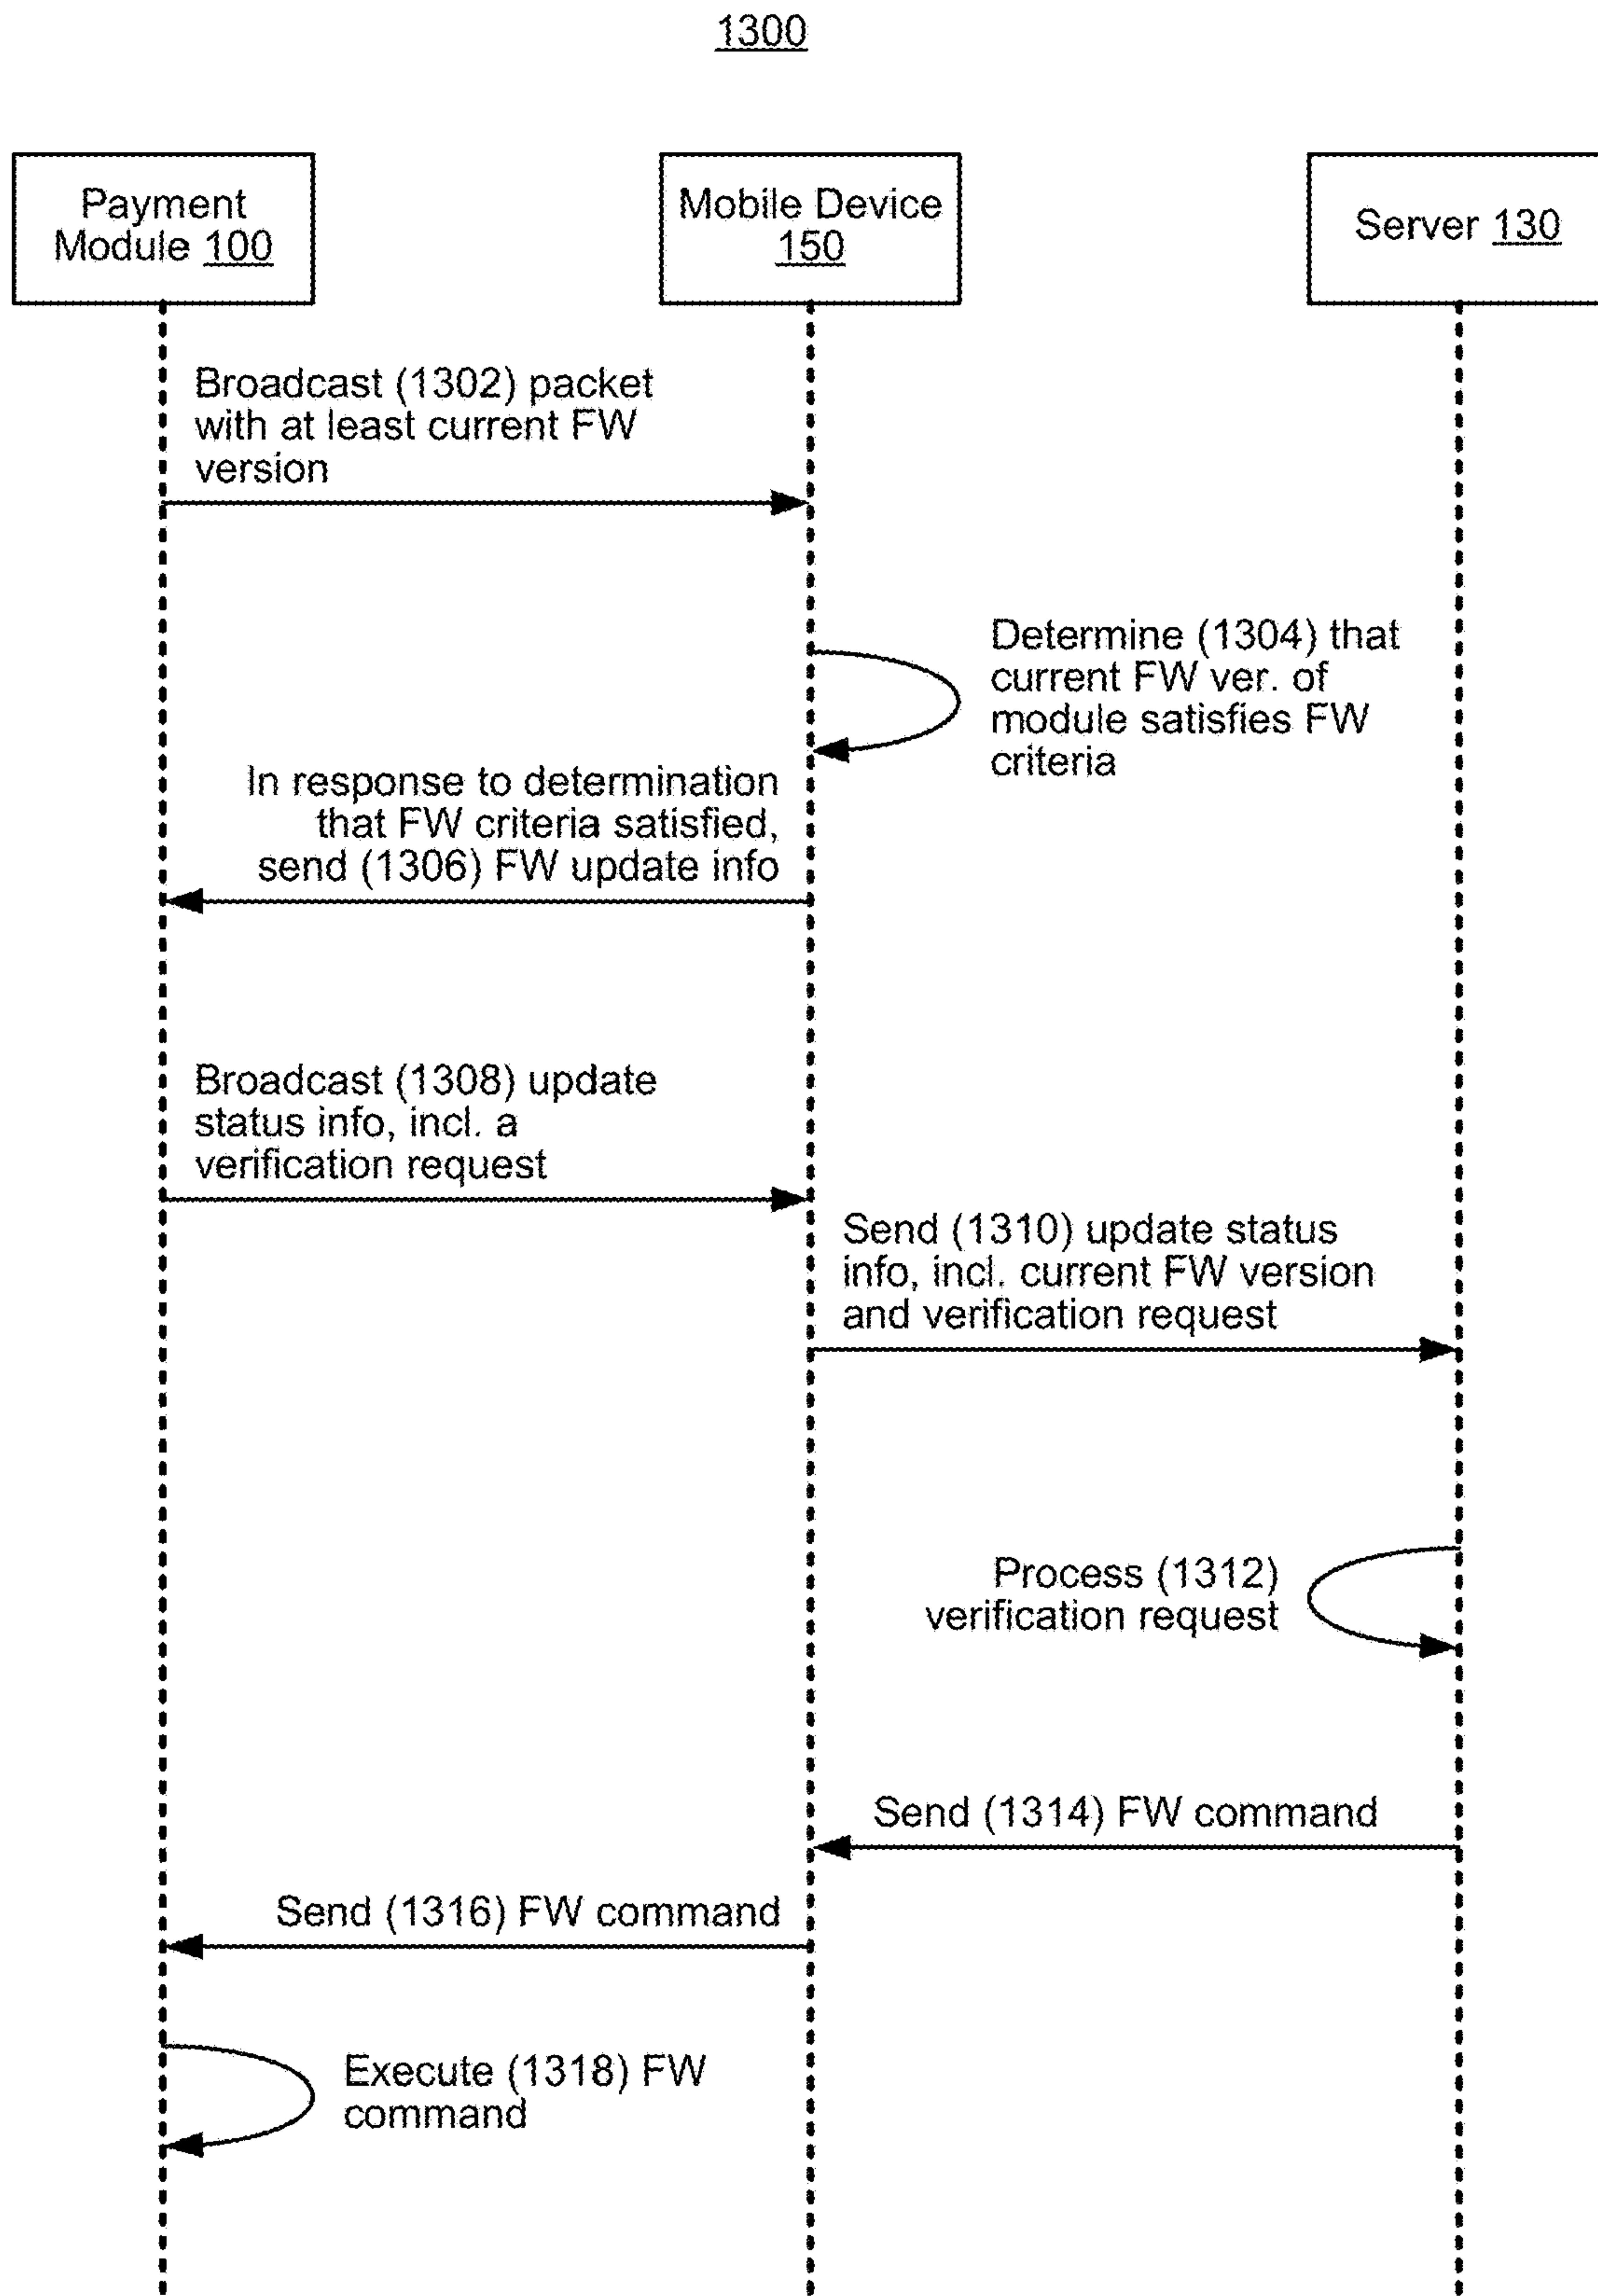 1300
Payment
Module 100
Mobile Device
150
Server 130
Broadcast (1302) packet
with at least current FW
version
Determine (1304) that
current FW ver. of
module satisfies FW
criteria
In response to determination
that FW criteria satisfied,
send (1306) FW update info
Broadcast (1308) update
status info, incl. a
verification request
Send (1310) update status
info, incl. current FW version
and verification request
Process (1312)
verification request
Send (1314) FW command
Send (1316) FW command
Execute (1318) FW
command